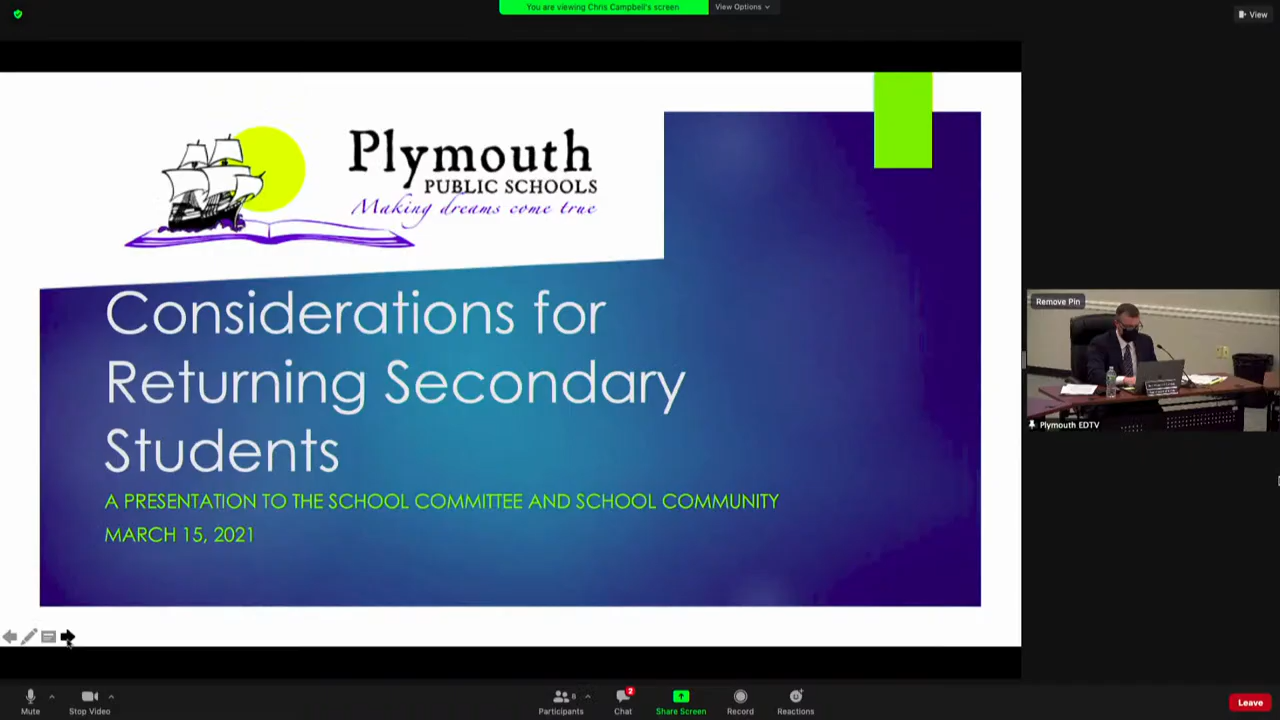 You are viewing Chris Campbell's screen
View Options
View
Plymouth
PUBLIC SCHOOLS
Making dreams come true
Considerations for
Returning Secondary
Students
A PRESENTATION TO THE SCHOOL COMMITTEE AND SCHOOL COMMUNITY
MARCH 15, 2021
Remove Pin
Plymouth EDTV
Mute
Stop Video
8
Participants
2
Chat
Share Screen
Record
Reactions
Leave